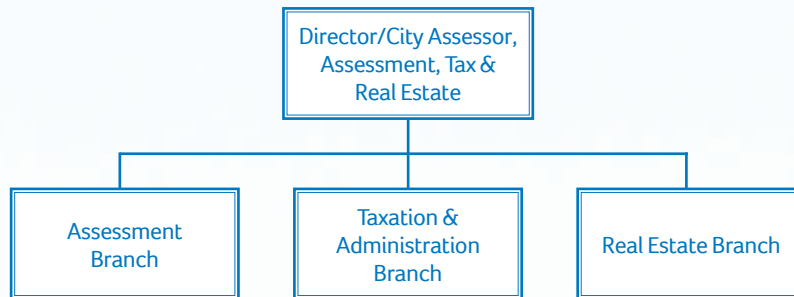 Director/City Assessor,
Assessment, Tax &
Real Estate
Assessment
Branch
Taxation &
Administration
Branch
Real Estate Branch